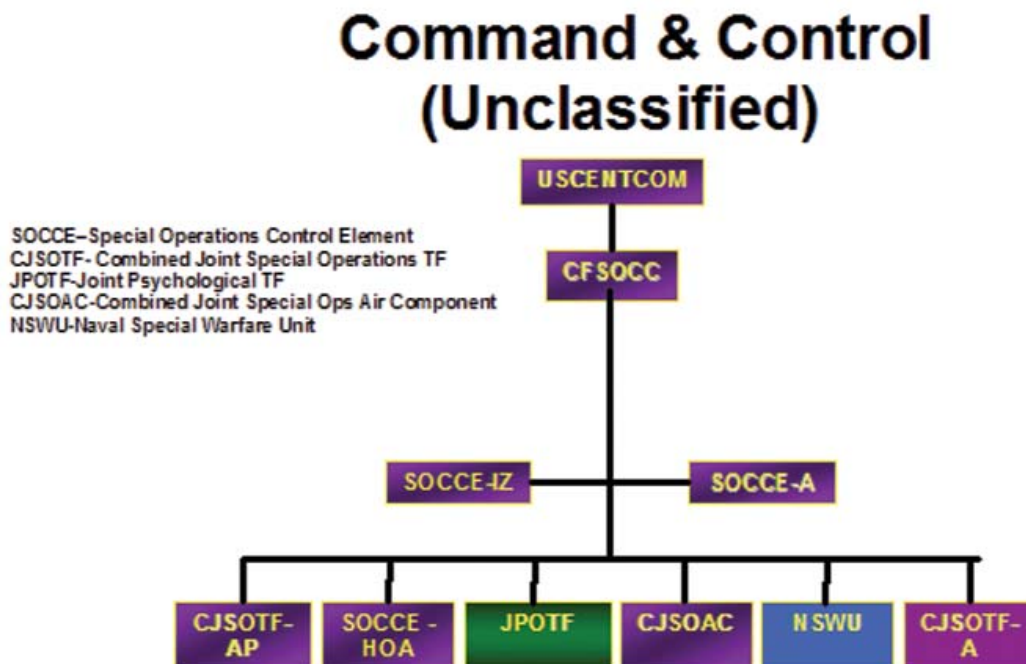 Command & Control
(Unclassified)
USCENTCOM
SOCCE–Special Operations Control Element
CJSOTF- Combined Joint Special Operations TF
JPOTF-Joint Psychological TF
CJSOAC-Combined Joint Special Ops Air Component
NSWU-Naval Special Warfare Unit
CFSOCC
SOCCE-IZ
SOCCE-A
CJSOTF-
AP
SOCCE -
HOA
JPOTF
CJSOAC
NSWU
CJSOTF-
A